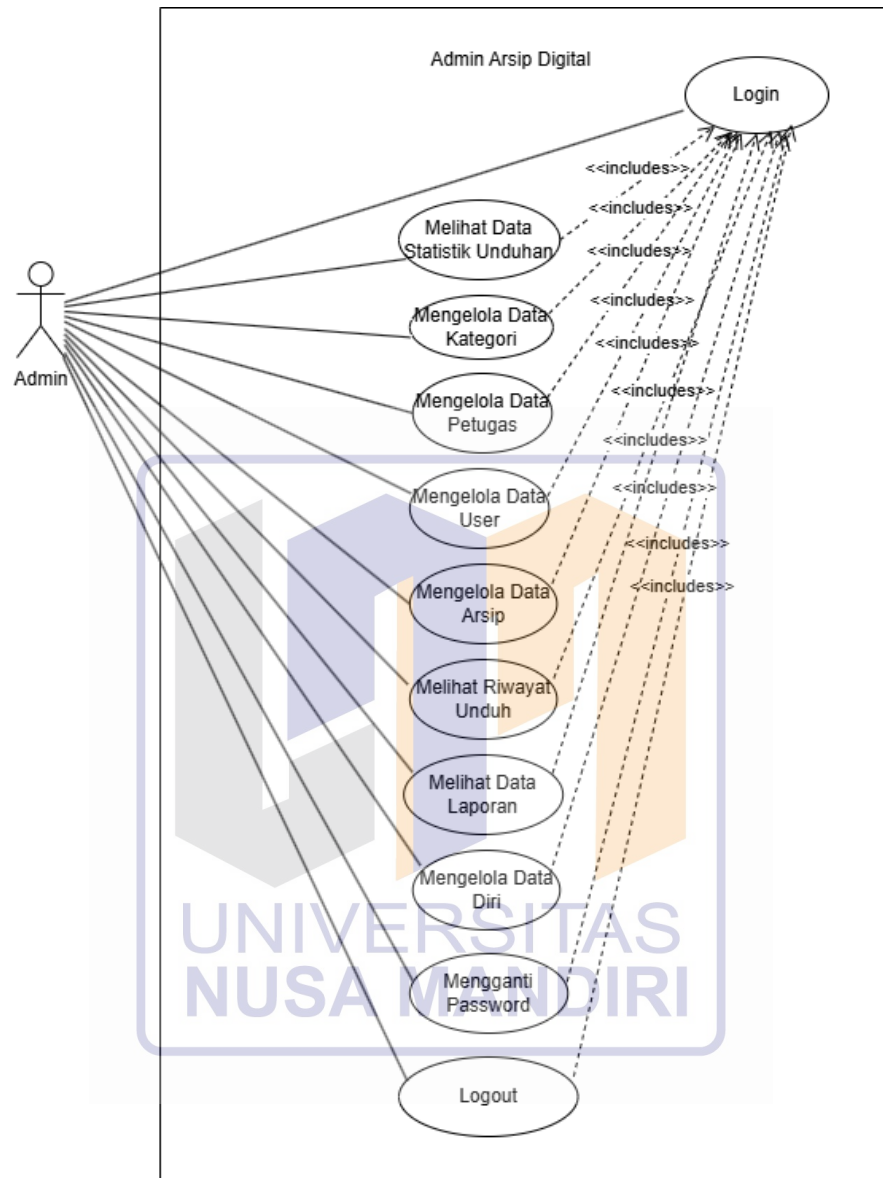 Admin Arsip Digital
Login
<<includes>>
Melihat Data
Statistik Unduhan
<<includes>>
<<includes>>
Mengelola Data
Kategori
<<includes>>
<<includes>>
Admin
Mengelola Data
Petugas
<<includes>>
<<includes>>
Mengelola Data
User
<<includes>>
<<includes>>
Mengelola Data
Arsip
<<includes>>
Melihat Riwayat
Unduh
Melihat Data
Laporan
Mengelola Data
Diri
UNIVERSITAS
NUSA MANDIRI
Mengganti
Password
Logout